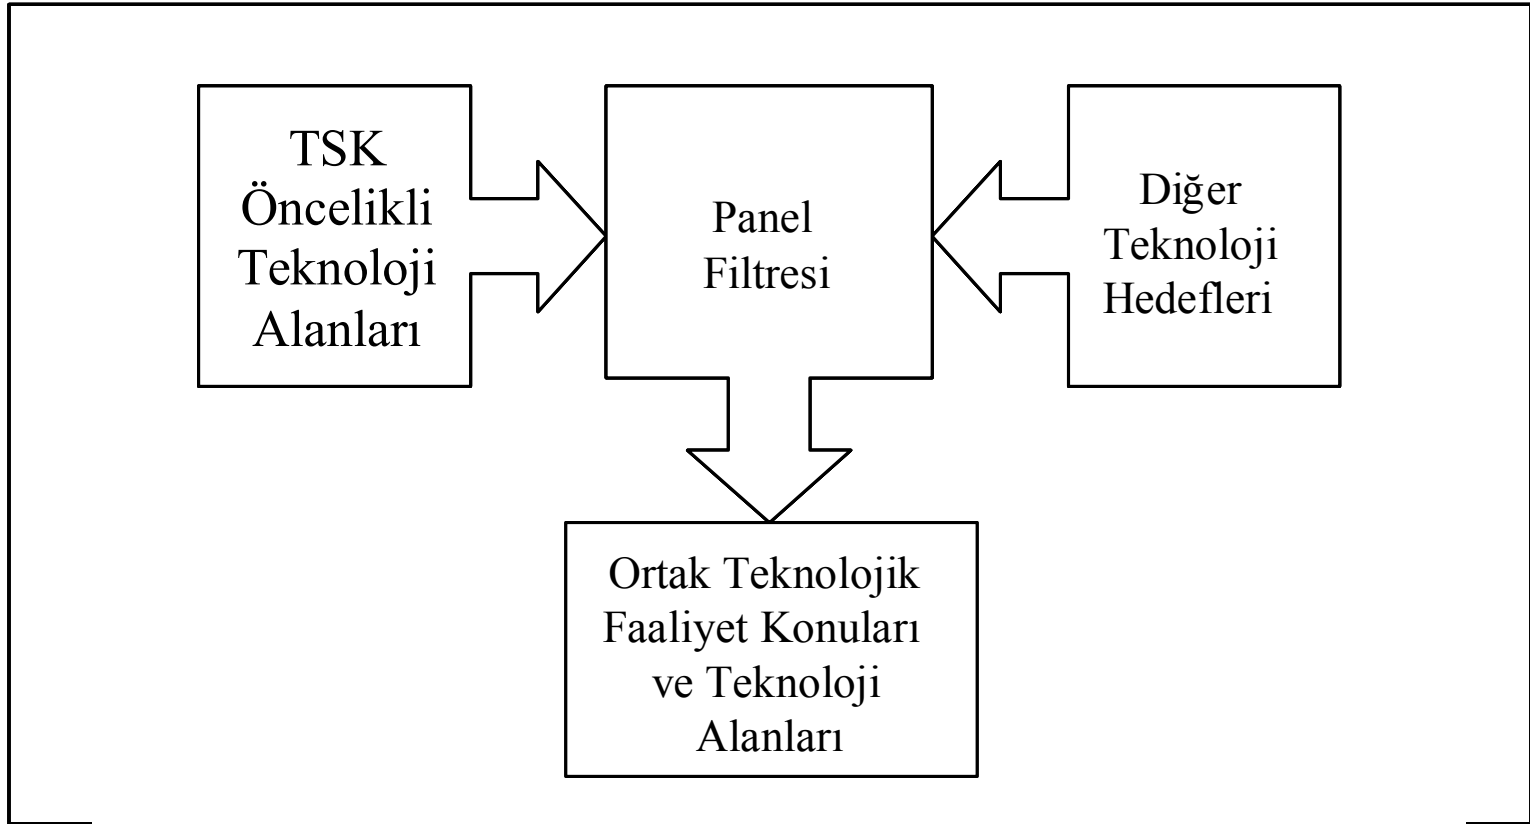 TSK
Öncelikli
Teknoloji
Alanları
Panel
Filtresi
Diğer
Teknoloji
Hedefleri
Ortak Teknolojik
Faaliyet Konuları
ve Teknoloji
Alanları